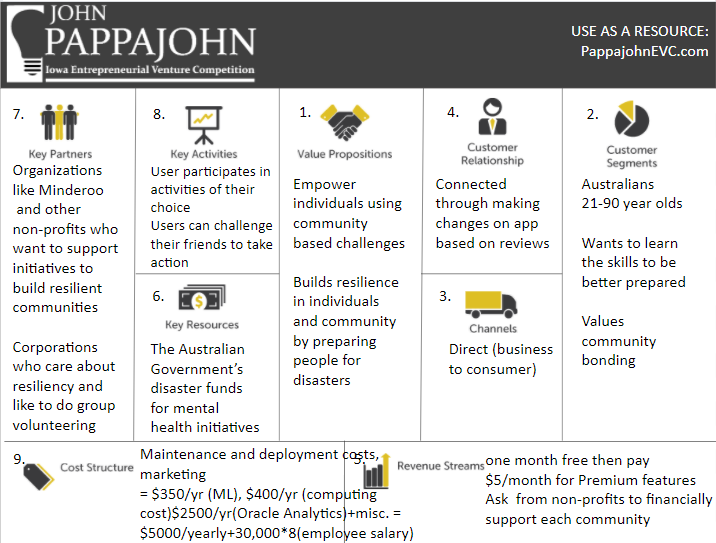 JOHN
PAPPAJOHN
Iowa Entrepreneurial Venture Competition
USE AS A RESOURCE:
PappajohnEVC.com
7.
Key Partners
Organizations
like Minderoo
and other
non-profits who
want to support
initiatives to
build resilient
communities
Corporations
who care about
resiliency and
like to do group
volunteering
8.
Key Activities
User participates in
activities of their
choice
Users can challenge
their friends to take
action
6.
Key Resources
The Australian
Government's
disaster funds
for mental
health initiatives
1.
Value Propositions
Empower
individuals using
community
based challenges
Builds resilience
in individuals
and community
by preparing
people for
disasters
4.
Customer
Relationship
Connected
through making
changes on app
based on reviews
3.
Channels
Direct (business
to consumer)
2.
Customer
Segments
Australians
21-90 year olds
Wants to learn
the skills to be
better prepared
Values
community
bonding
9.
Cost Structure
Maintenance and deployment costs,
marketing
= $350/yr (ML), $400/yr (computing
cost)$2500/yr(Oracle Analytics)+misc. =
$5000/yearly+30,000*8(employee salary)
5.
Revenue Streams
one month free then pay
$5/month for Premium features
Ask from non-profits to financially
support each community